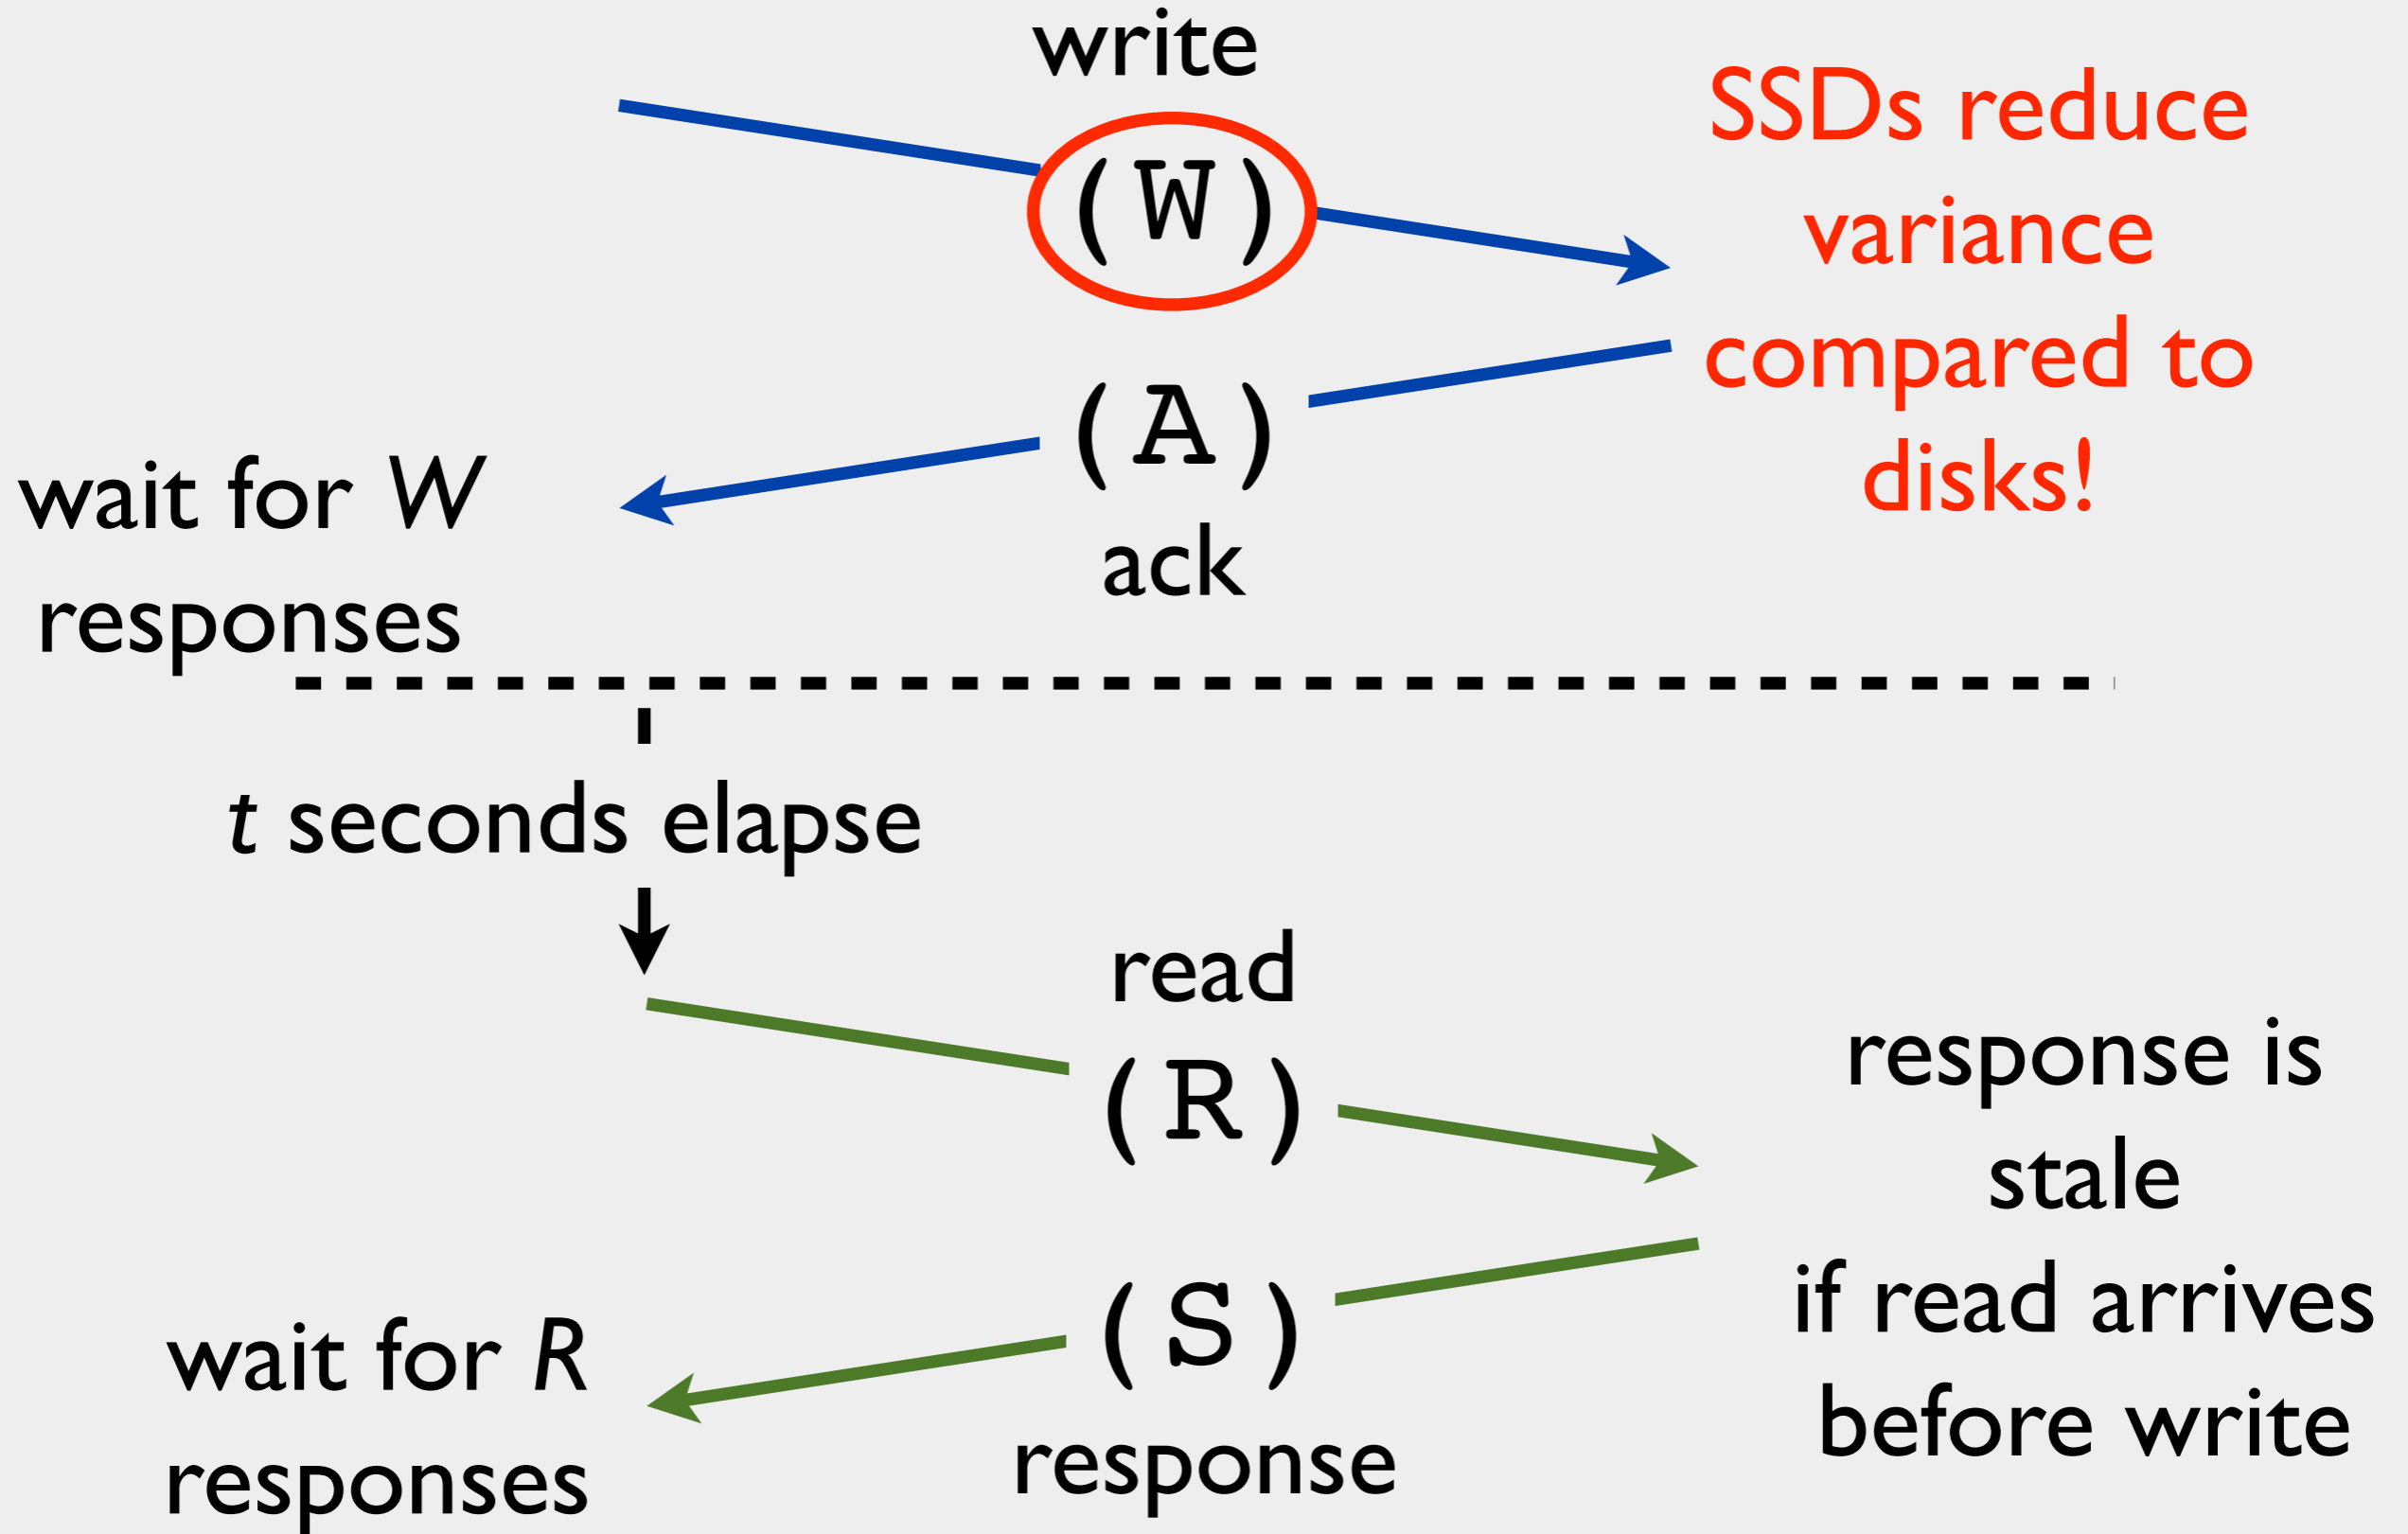 write
(W)
SSDs reduce
variance
compared to
disks!
(A)
ack
wait for W
responses
t seconds elapse
read
(R)
response is
stale
if read arrives
before write
(S)
response
wait for R
responses